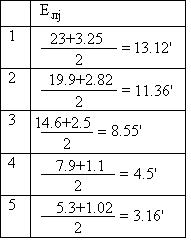 Eлj
1 23+3.25/2 = 13.12'
2 19.9+2.82/2 = 11.36'
3 14.6+2.5/2 = 8.55'
4 7.9+1.1/2 = 4.5'
5 5.3+1.02/2 = 3.16'